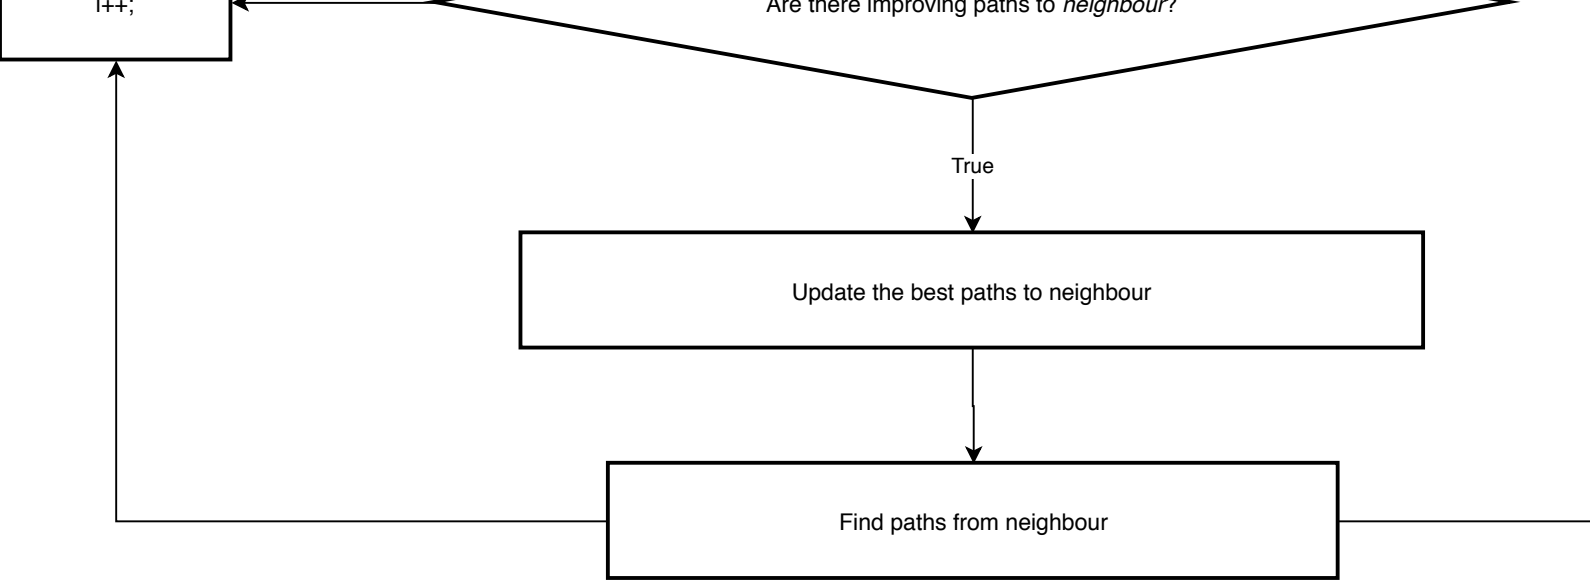 i++;
Are there improving paths to neighbour?
True
Update the best paths to neighbour
Find paths from neighbour